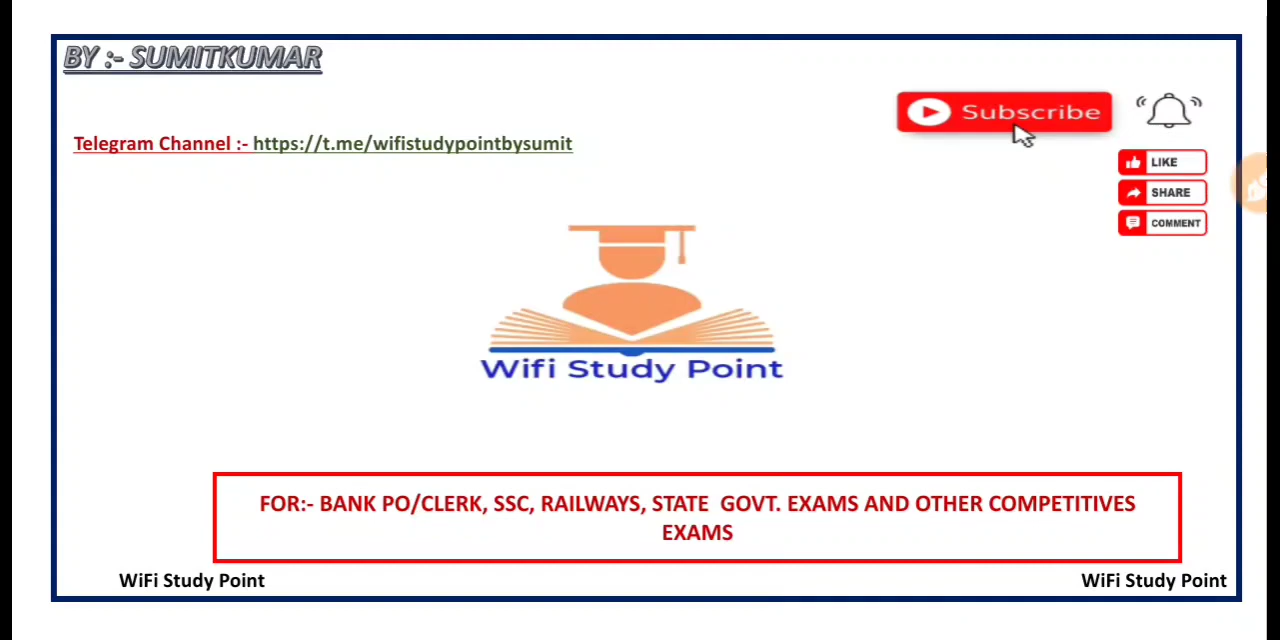 BY :- SUMITKUMAR
Subscribe
Telegram Channel :- https://t.me/wifistudypointbysumit
LIKE
SHARE
COMMENT
Wifi Study Point
FOR:- BANK PO/CLERK, SSC, RAILWAYS, STATE GOVT. EXAMS AND OTHER COMPETITIVES
EXAMS
WiFi Study Point
WiFi Study Point